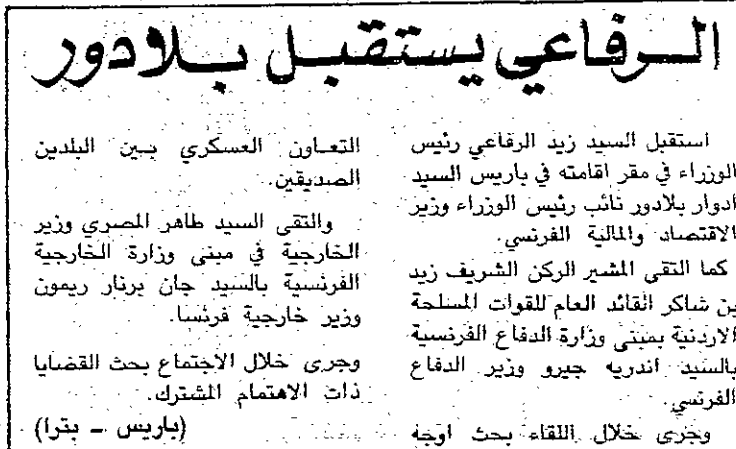 الرفاعي يستقبل بلادور
استقبل السيد زيد الرفاعي رئيس
الوزراء في مقر اقامته في باريس السيد
ادوار بلادور نائب رئيس الوزراء وزير
الاقتصاد والمالية الفرنسي.
كما التقى المشير الركن الشريف زيد
بن شاكر القائد العام للقوات المسلحة
الاردنية بمبنى وزارة الدفاع الفرنسية
بالسيد اندريه جيرو وزير الدفاع
الفرنسي.
وجرى خلال اللقاء بحث اوجه
التعاون العسكري بين البلدين
الصديقين.
والتقى السيد طاهر المصري وزير
الخارجية في مبنى وزارة الخارجية
الفرنسية بالسيد جان برنار ريمون
وزير خارجية فرنسا.
وجرى خلال الاجتماع بحث القضايا
ذات الاهتمام المشترك.
(باريس - بترا)